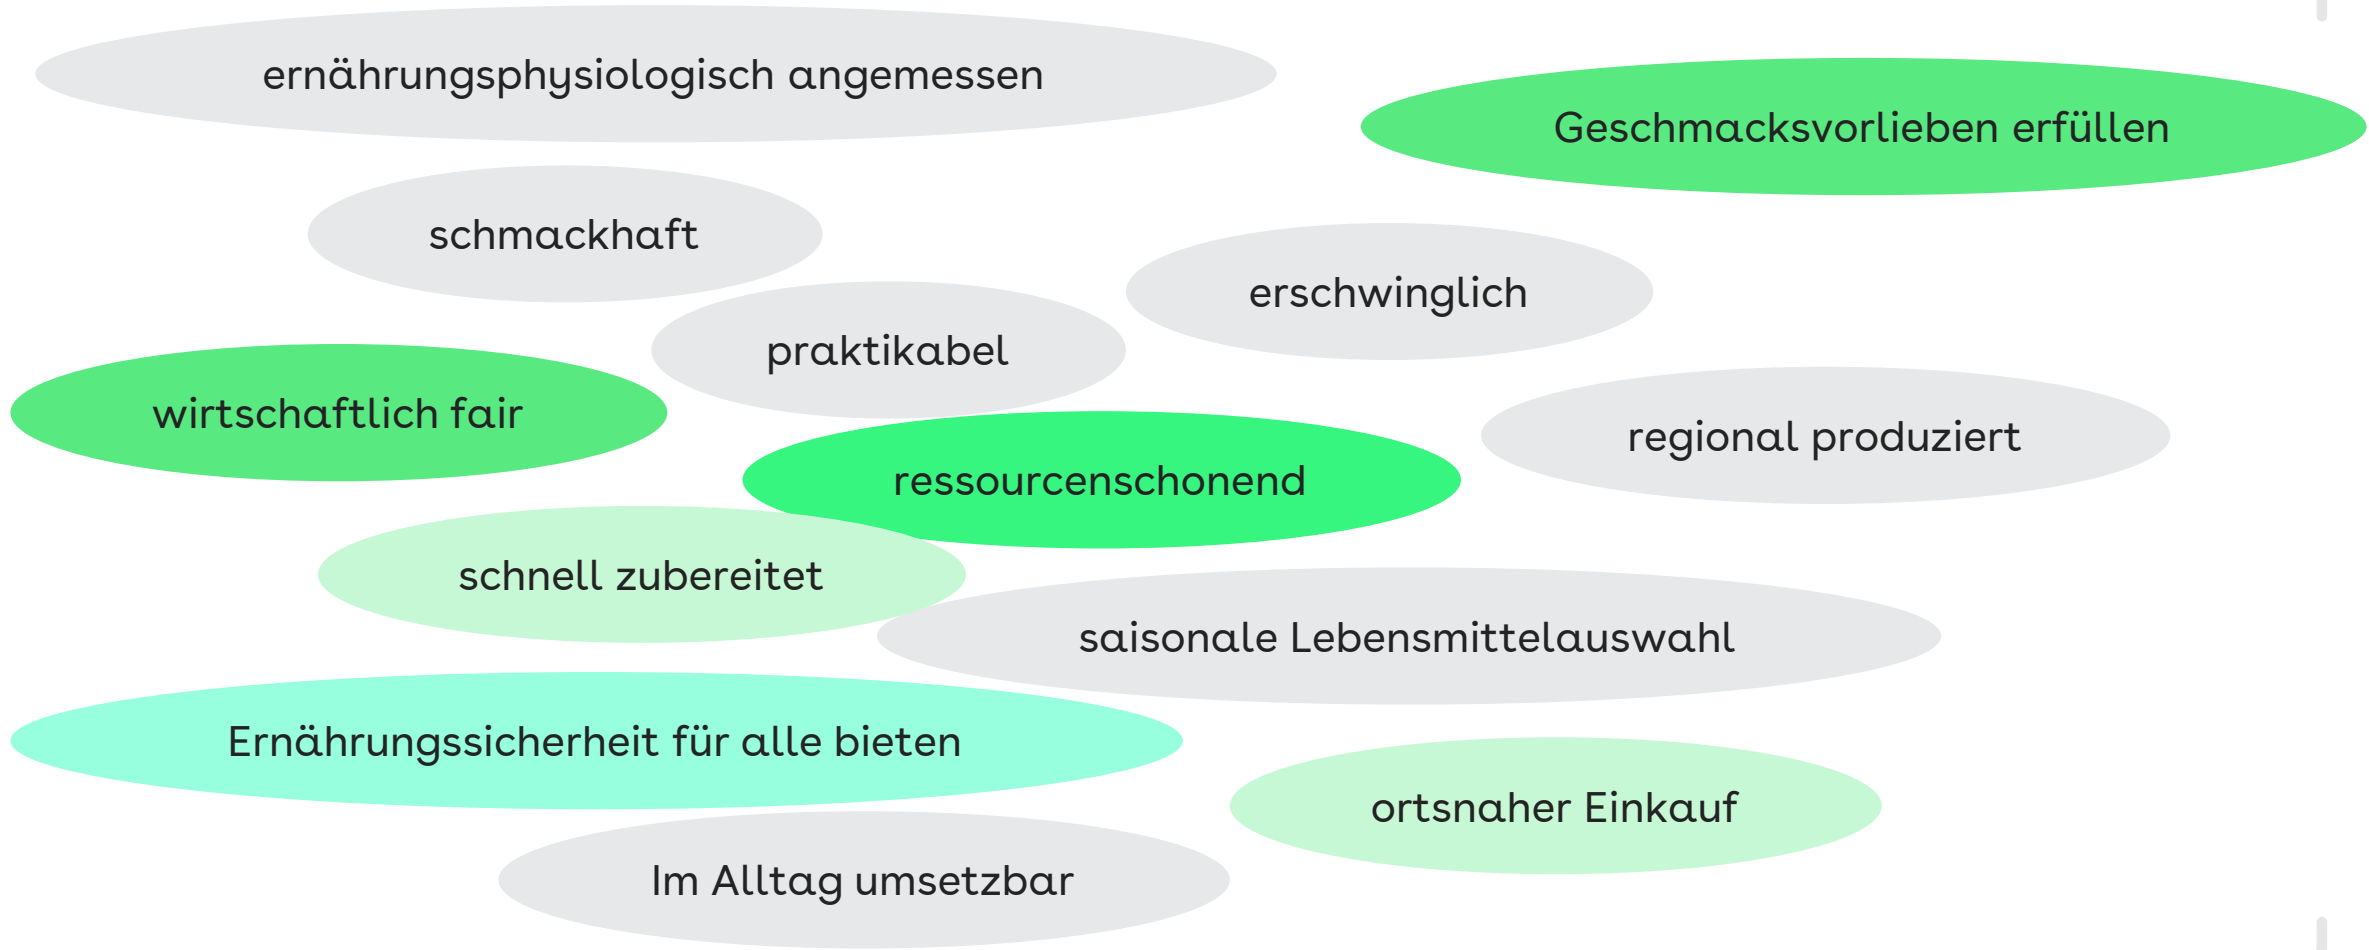 ernährungsphysiologisch angemessen
Geschmacksvorlieben erfüllen
schmackhaft
erschwinglich
praktikabel
wirtschaftlich fair
regional produziert
ressourcenschonend
schnell zubereitet
saisonale Lebensmittelauswahl
Ernährungssicherheit für alle bieten
ortsnaher Einkauf
Im Alltag umsetzbar